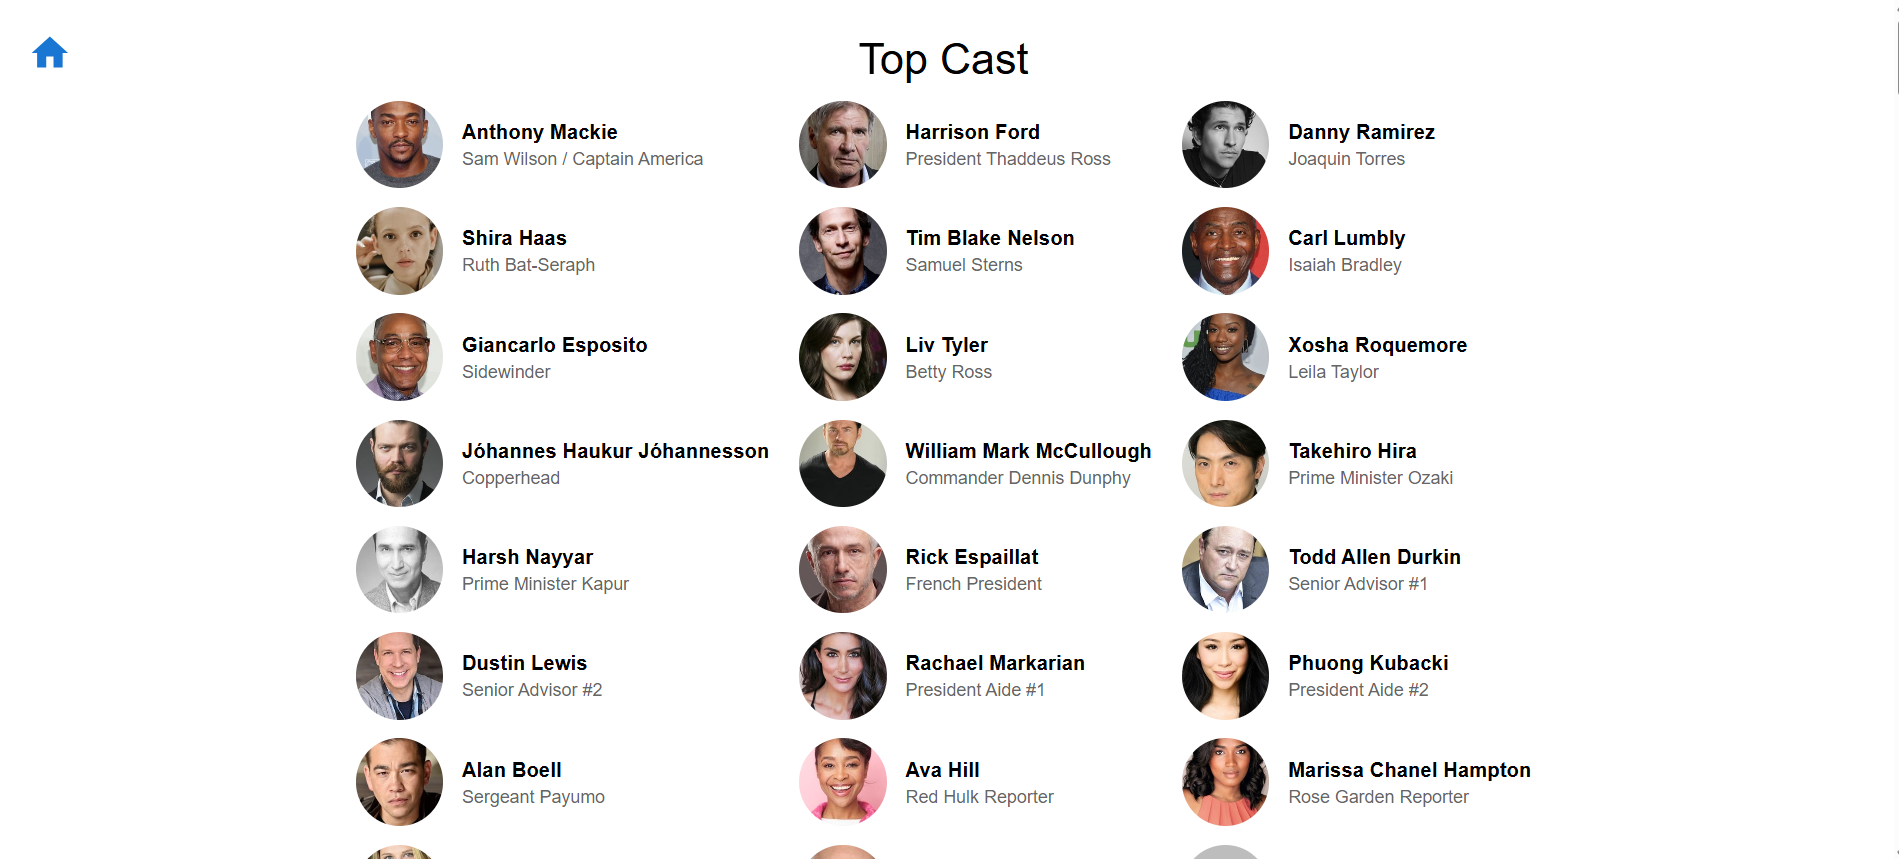 Top Cast
Anthony Mackie
Sam Wilson / Captain America
Harrison Ford
President Thaddeus Ross
Danny Ramirez
Joaquin Torres
Shira Haas
Ruth Bat-Seraph
Tim Blake Nelson
Samuel Sterns
Carl Lumbly
Isaiah Bradley
Giancarlo Esposito
Sidewinder
Liv Tyler
Betty Ross
Xosha Roquemore
Leila Taylor
Jóhannes Haukur Jóhannesson
Copperhead
William Mark McCullough
Commander Dennis Dunphy
Takehiro Hira
Prime Minister Ozaki
Harsh Nayyar
Prime Minister Kapur
Rick Espaillat
French President
Todd Allen Durkin
Senior Advisor #1
Dustin Lewis
Senior Advisor #2
Rachael Markarian
President Aide #1
Phuong Kubacki
President Aide #2
Alan Boell
Sergeant Payumo
Ava Hill
Red Hulk Reporter
Marissa Chanel Hampton
Rose Garden Reporter